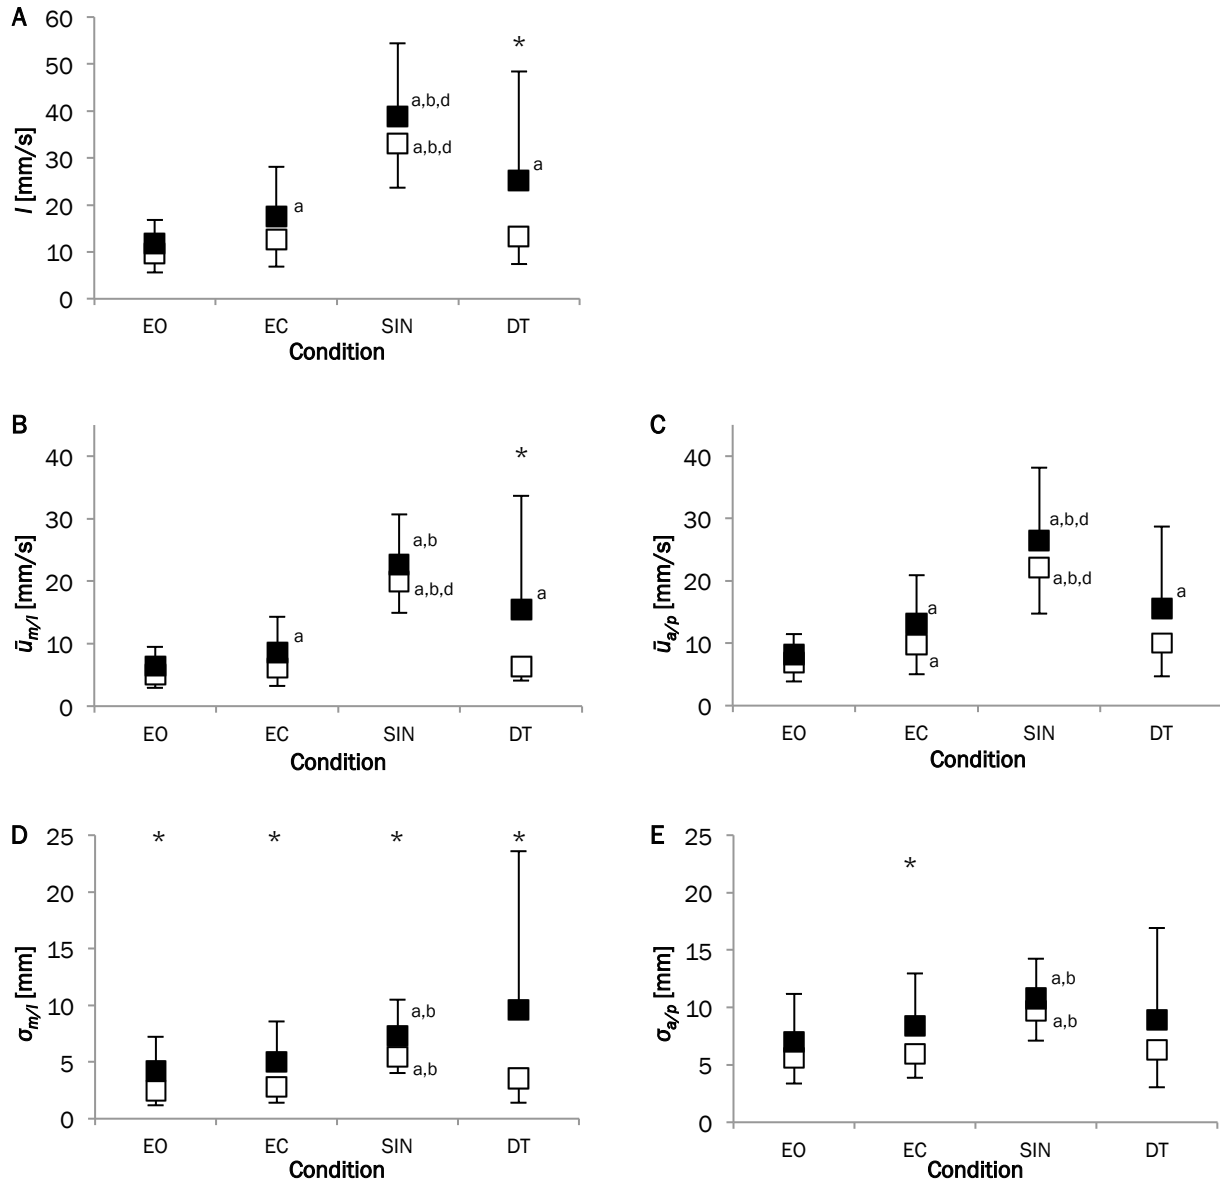 A
60
50
40
30
20
10
0
l [mm/s]
*
a,b,d
a,b,d
a
a
EO EC SIN DT
Condition
B
40
30
20
10
0
ū m/l [mm/s]
*
a,b
a,b,d
a
a
EO EC SIN DT
Condition
C
40
30
20
10
0
ū a/p [mm/s]
a,b,d
a,b,d
a
a
a
EO EC SIN DT
Condition
D
25
20
15
10
5
0
σ m/l [mm]
* * * *
a,b
a,b
EO EC SIN DT
Condition
E
25
20
15
10
5
0
σ a/p [mm]
*
a,b
a,b
EO EC SIN DT
Condition